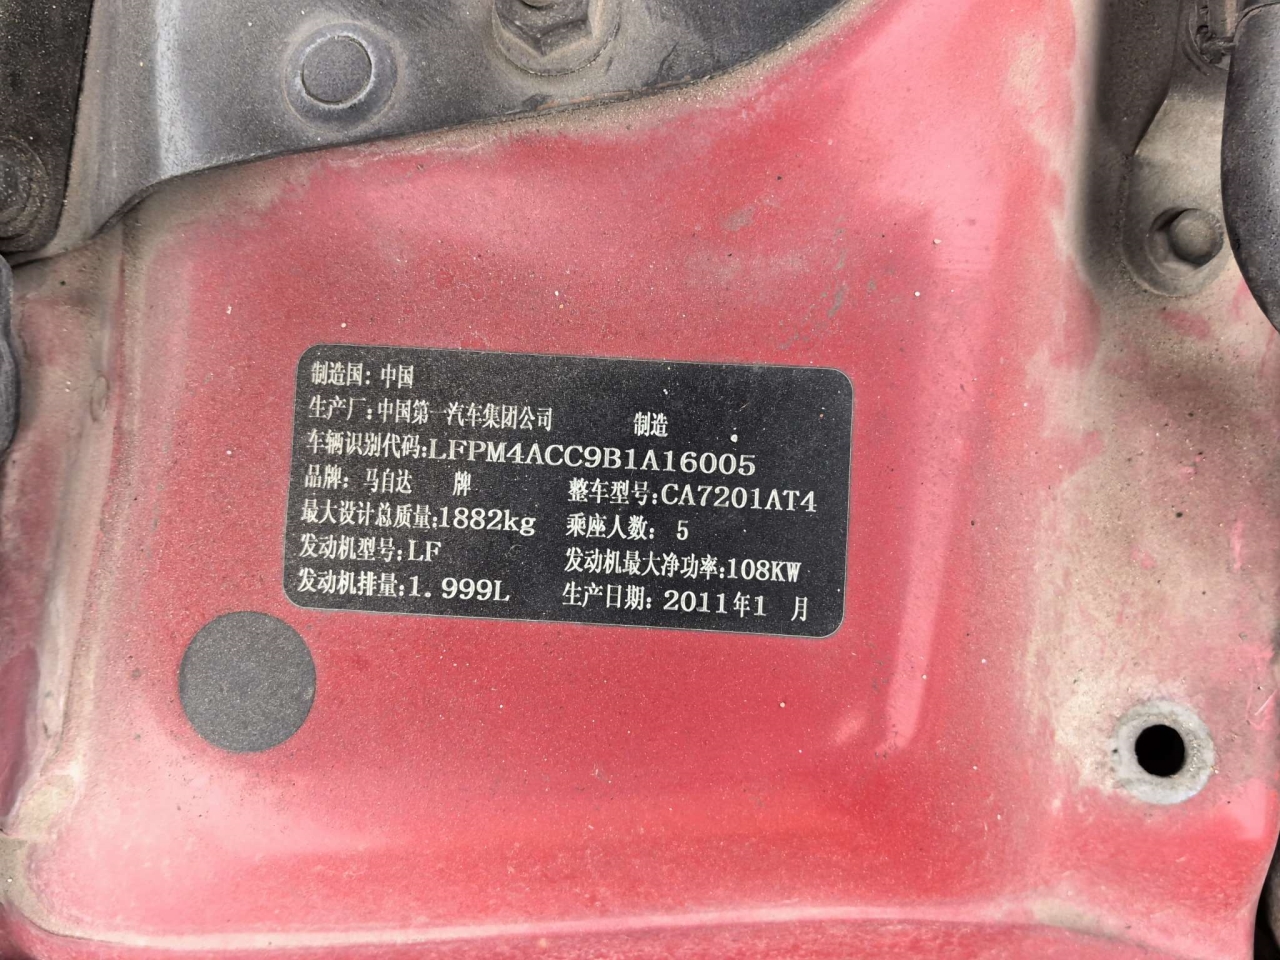 制造国：中国
生产厂：中国第一汽车集团公司 制造
车辆识别代码:LFPM4ACC9B1A16005
品牌：马自达 牌 整车型号:CA7201AT4
最大设计总质量:1882kg 乘座人数：5
发动机型号:LF 发动机最大净功率:108KW
发动机排量:1.999L 生产日期：2011年1 月